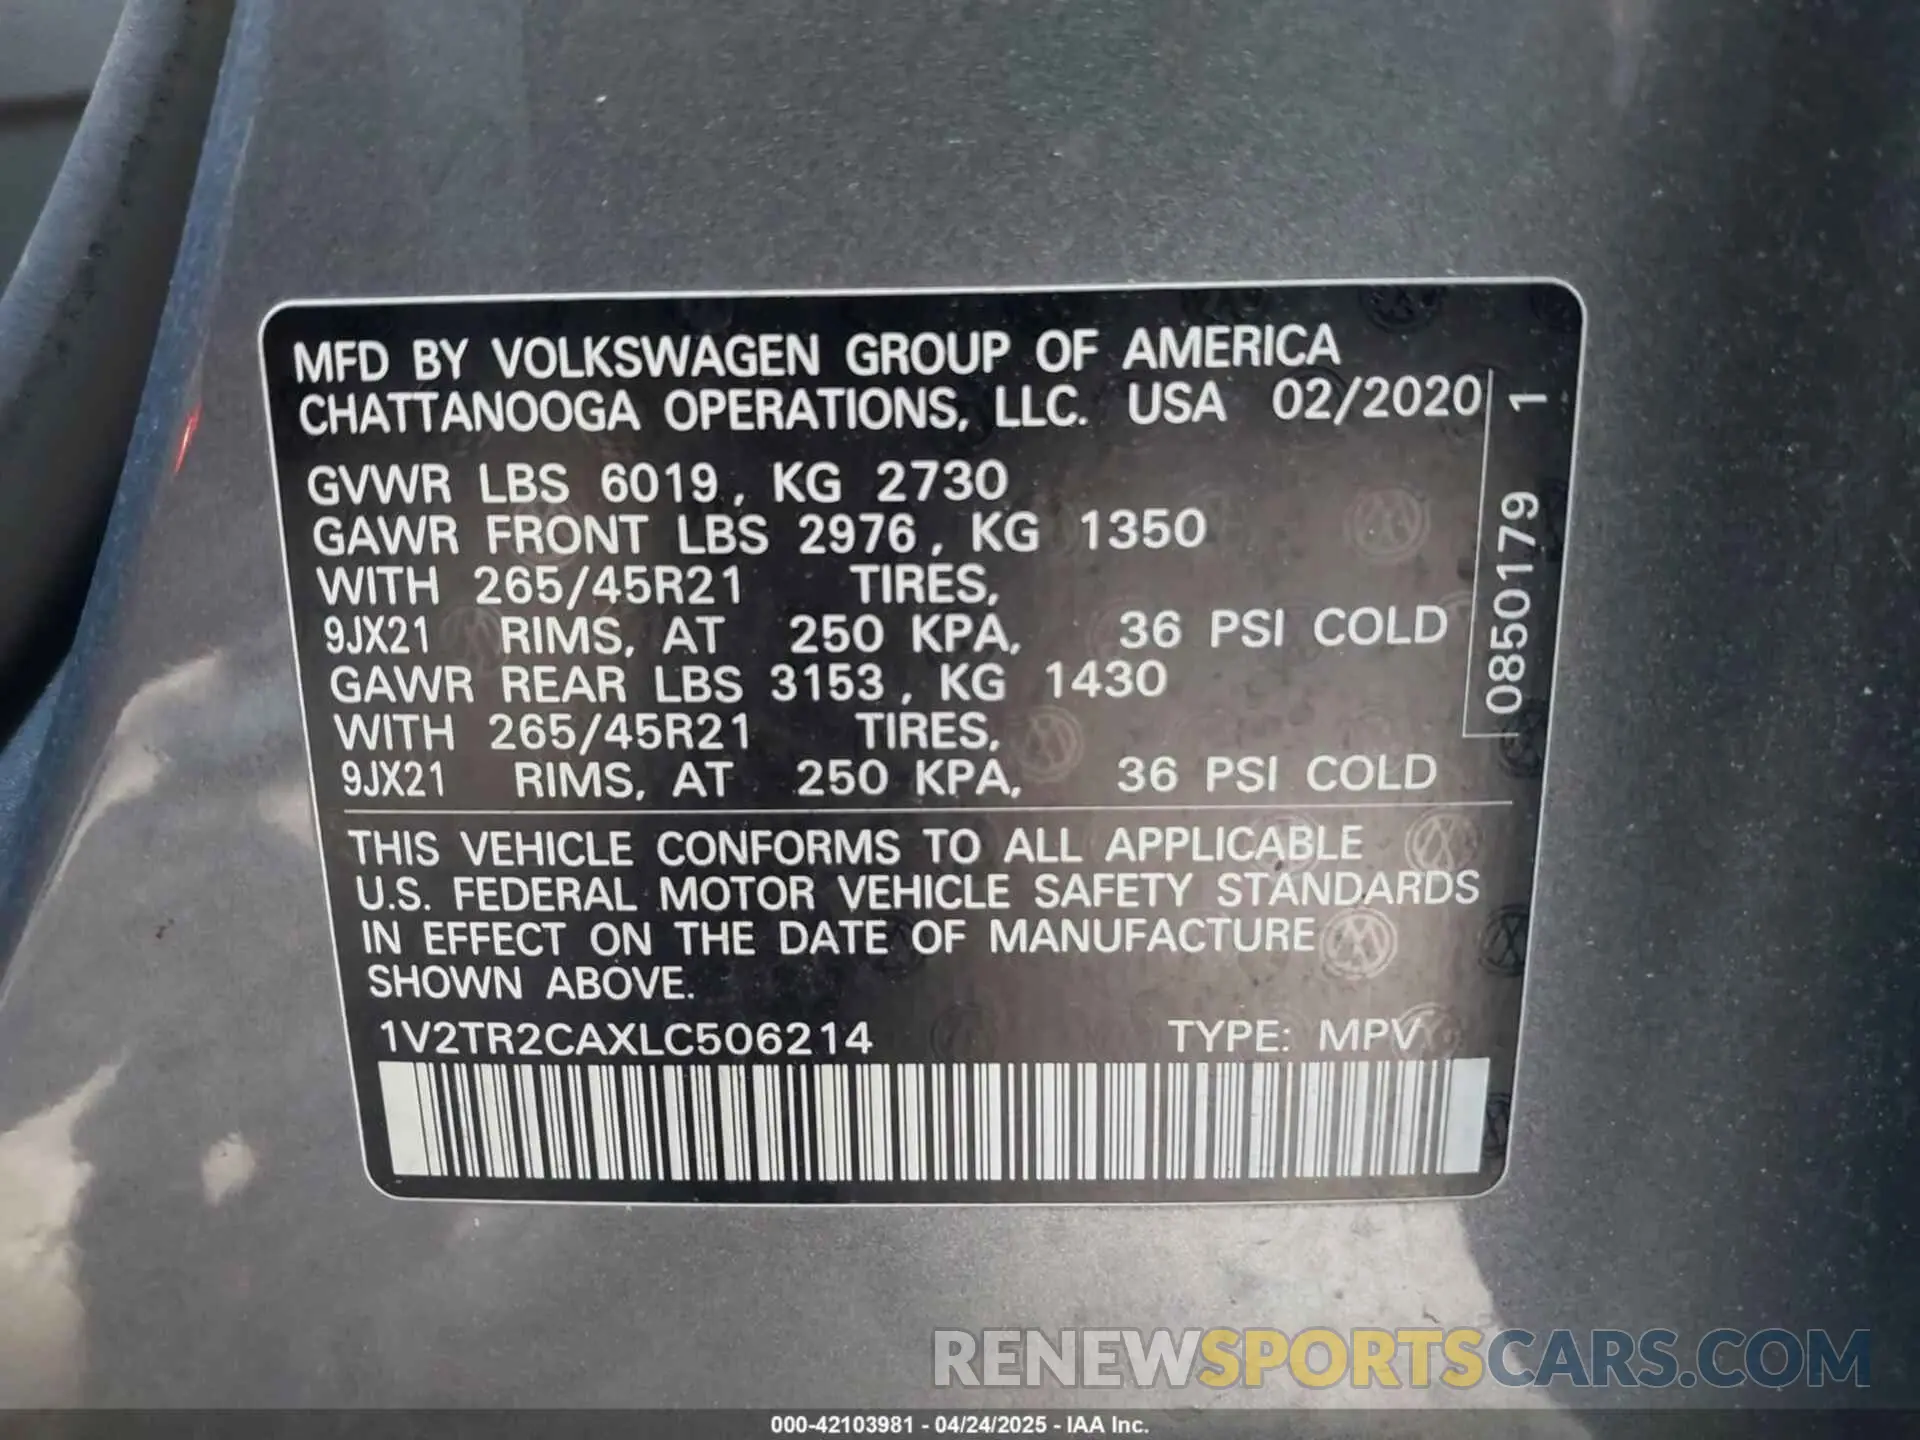 MFD BY VOLKSWAGEN GROUP OF AMERICA
CHATTANOOGA OPERATIONS, LLC. USA 02/2020
GVWR LBS 6019, KG 2730
GAWR FRONT LBS 2976, KG 1350
WITH 265/45R21 TIRES,
9JX21 RIMS, AT 250 KPA, 36 PSI COLD
GAWR REAR LBS 3153, KG 1430
WITH 265/45R21 TIRES,
9JX21 RIMS, AT 250 KPA, 36 PSI COLD
0850179 1
THIS VEHICLE CONFORMS TO ALL APPLICABLE
U.S. FEDERAL MOTOR VEHICLE SAFETY STANDARDS
IN EFFECT ON THE DATE OF MANUFACTURE
SHOWN ABOVE.
1V2TR2CAXLC506214 TYPE: MPV
RENEWSPORTSCARS.COM
000-42103981 - 04/24/2025 - IAA Inc.